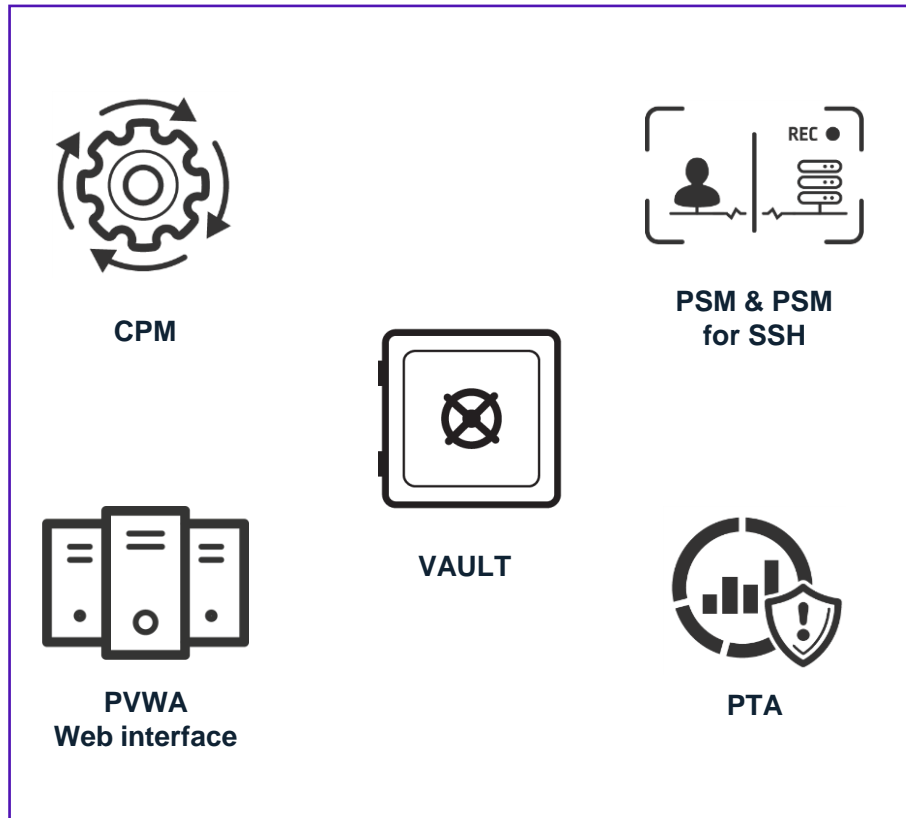 REC
CPM
PSM & PSM
for SSH
VAULT
PVWA
Web interface
PTA